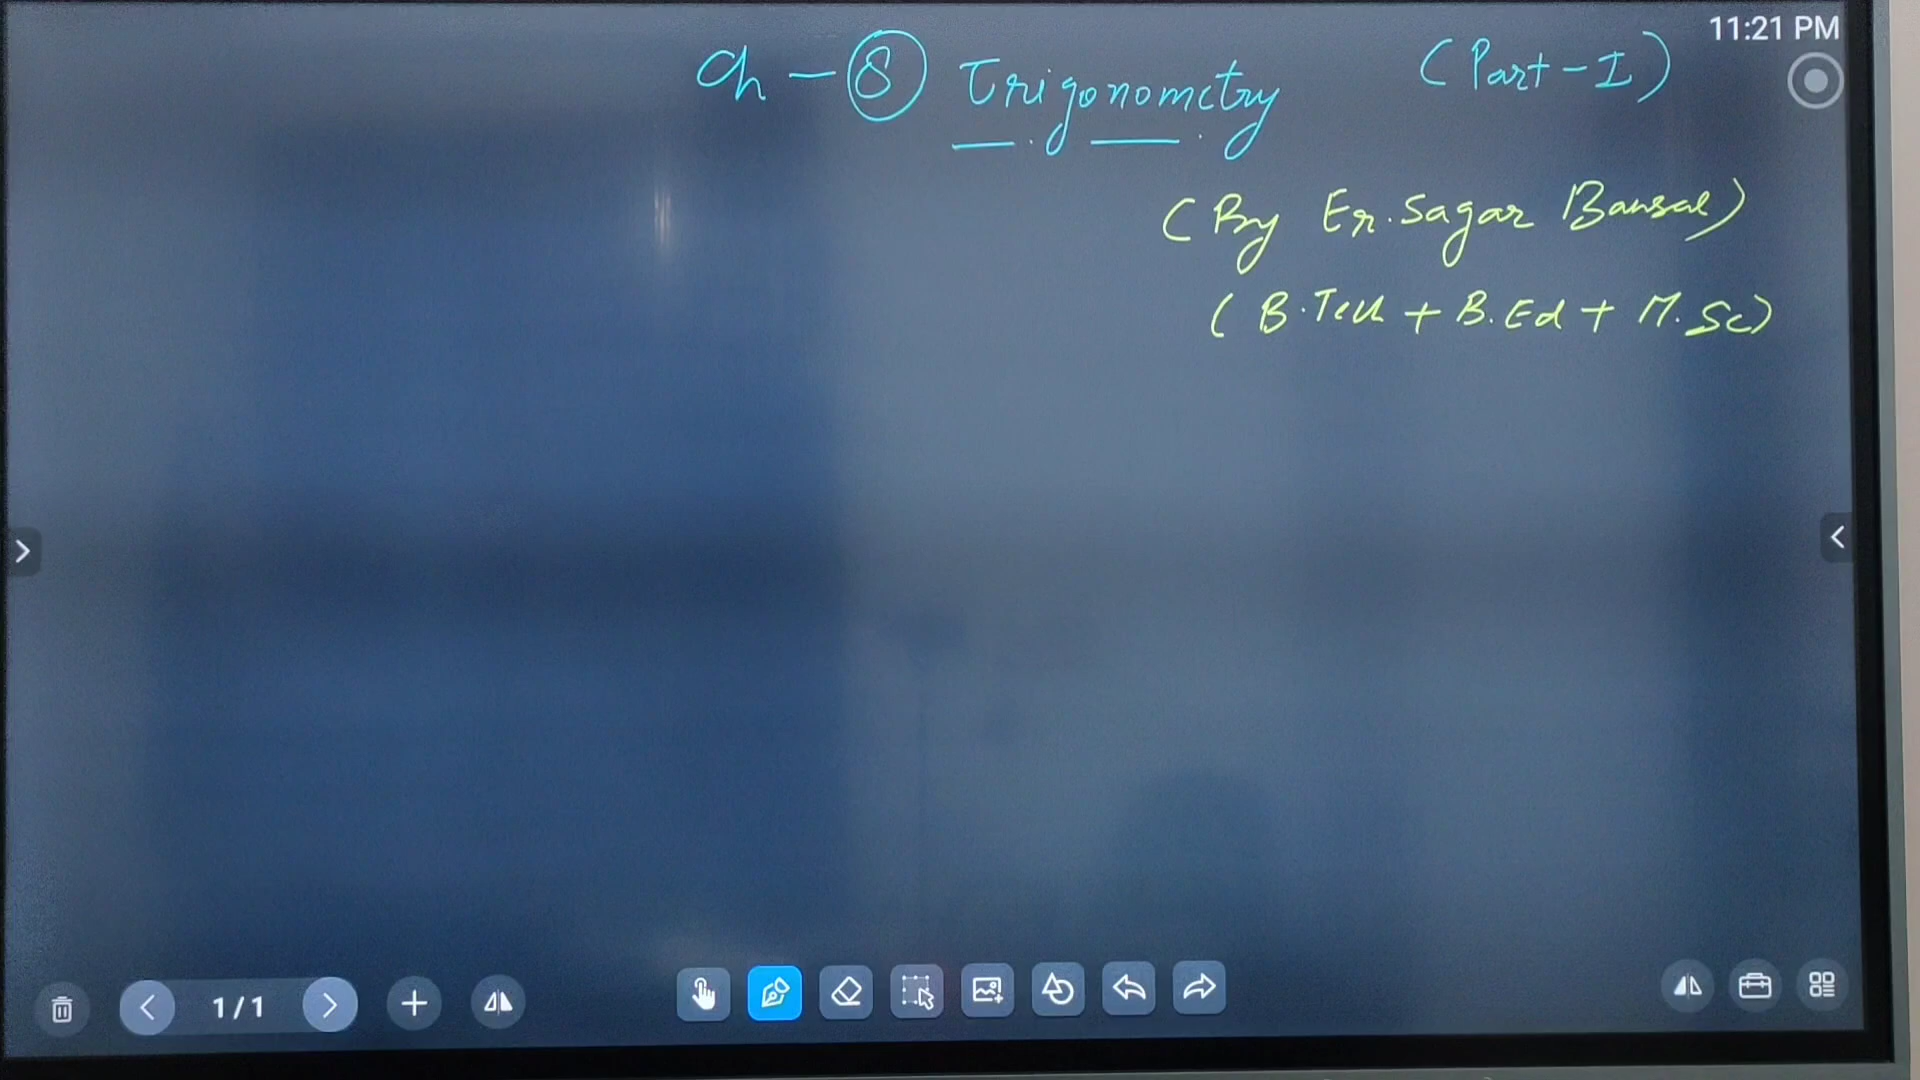 11:21 PM
Ch - 8 Trigonometry (Part-I)
(By Er. Sagar Bansal)
(B.Tech + B.Ed + M.Sc)
1/1